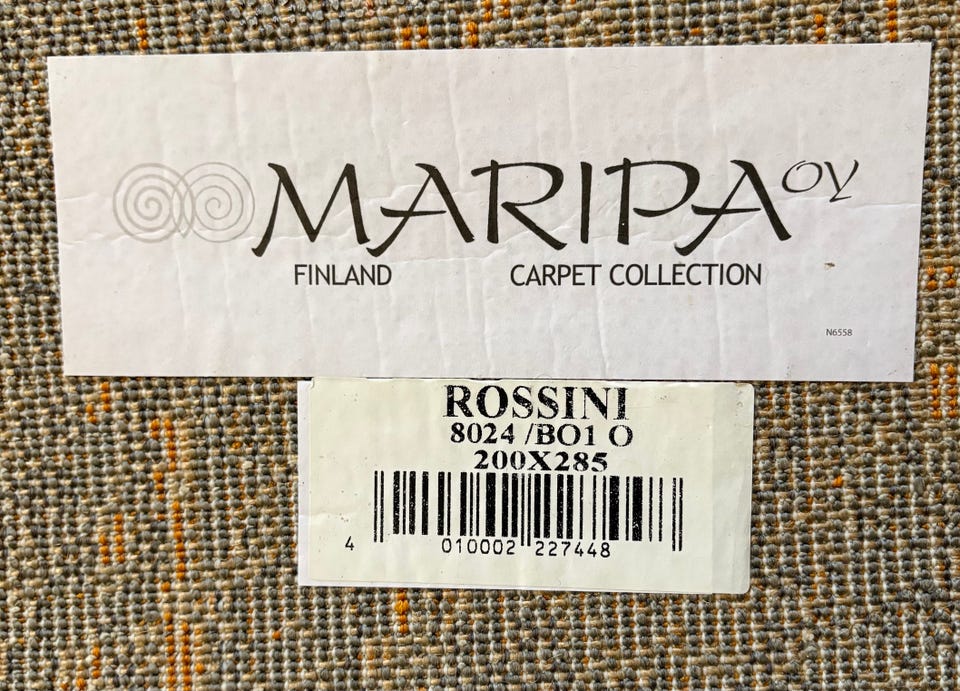 MARIPA OY
FINLAND CARPET COLLECTION
N6558
ROSSINI
8024 /BO1 O
200X285
4 010002 227448